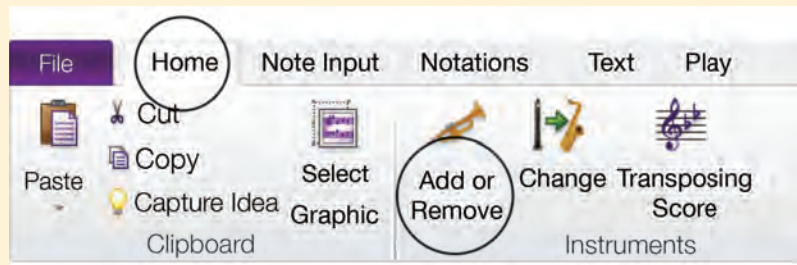 File Home Note Input Notations Text Play
Cut
Copy
Capture Idea
Paste
Select
Graphic
Add or
Remove
Change
Transposing
Score
Clipboard
Instruments